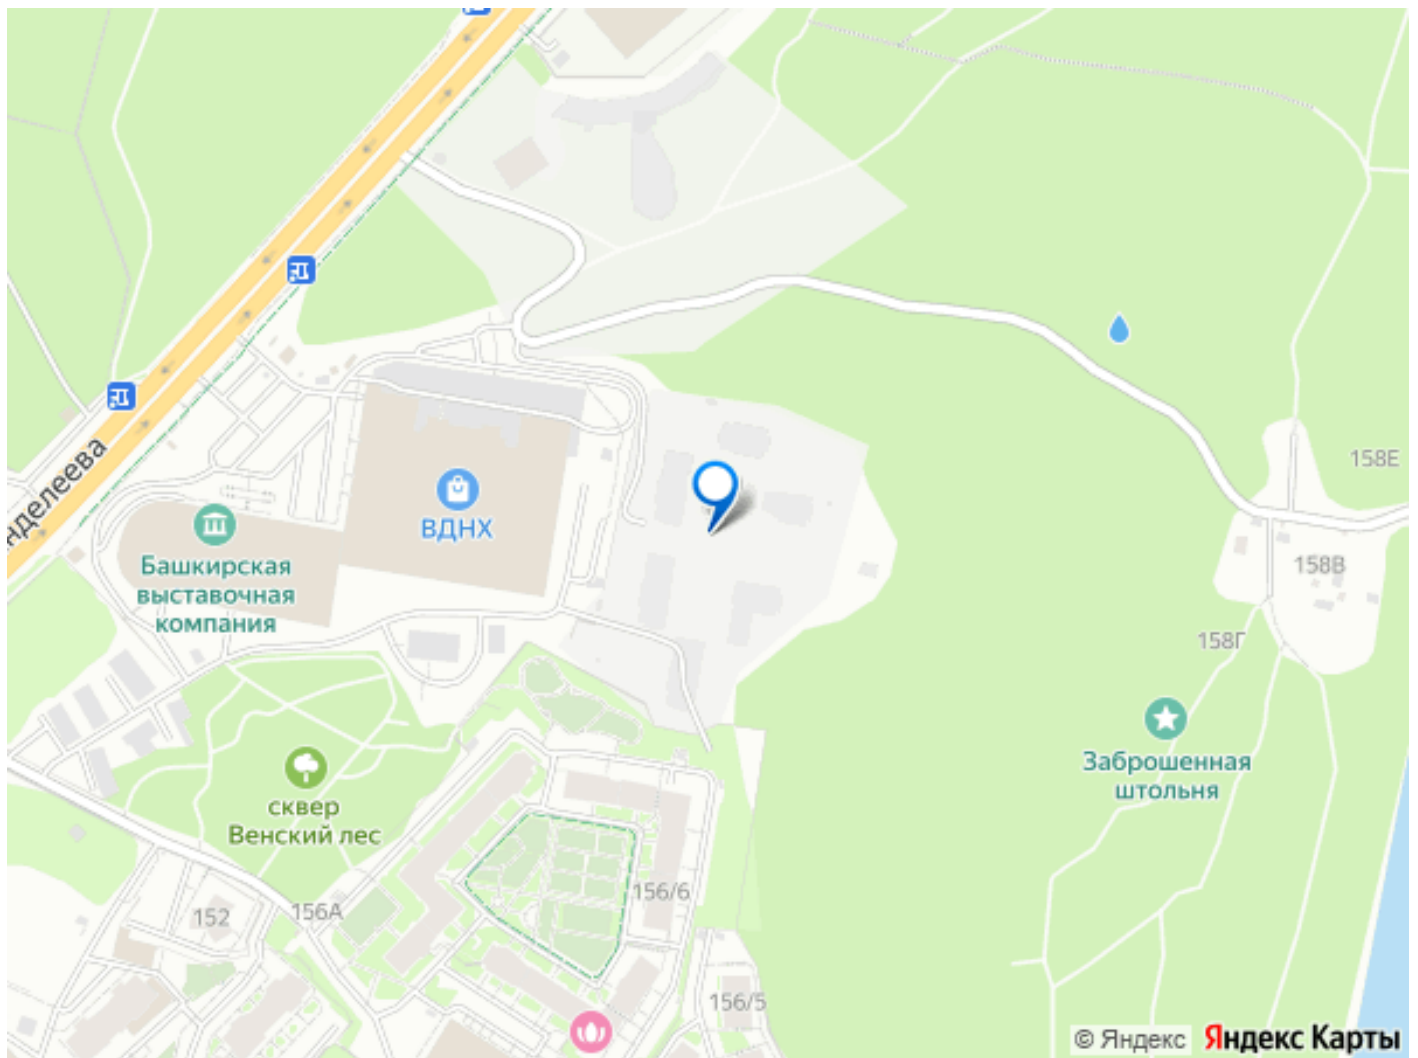 158Е
нделеева
ВДНХ
Башкирская
выставочная
компания
158В
158Г
Заброшенная
штольня
сквер
Венский лес
156/6
156А
152
156/5
© Яндекс
Яндекс Карты